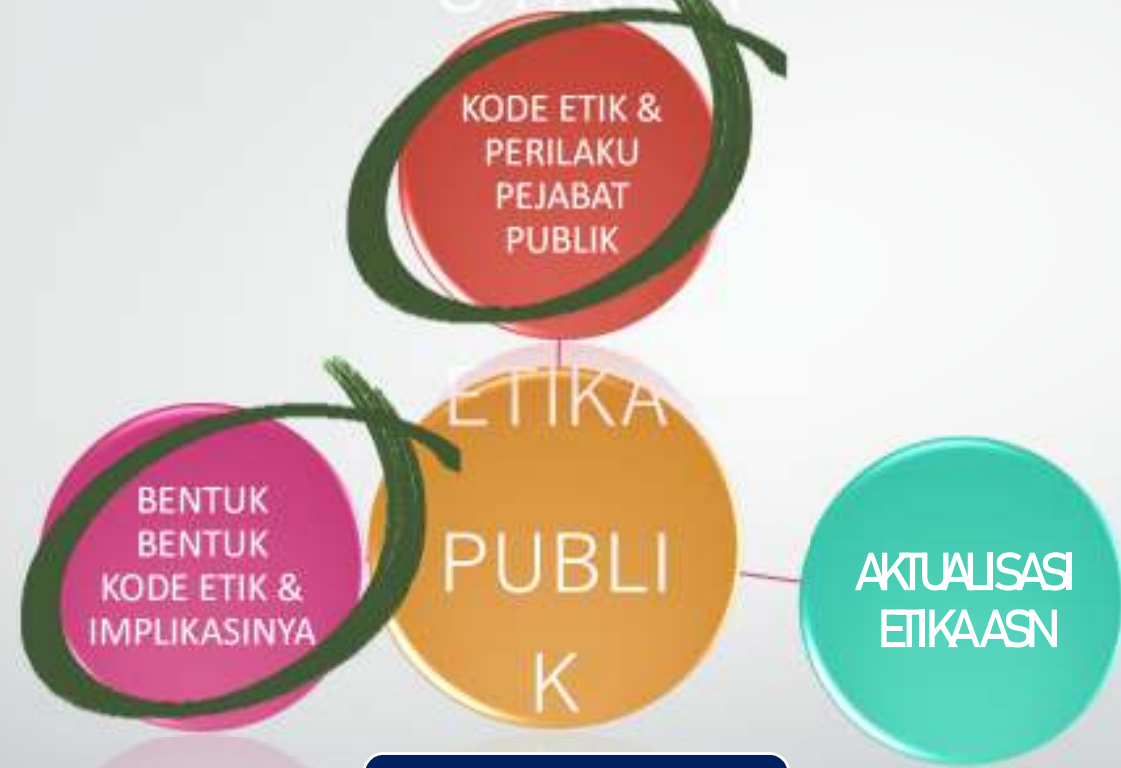 KODE ETIK &
PERILAKU
PEJABAT
PUBLIK
ETIKA
PUBLI
K
BENTUK
BENTUK
KODE ETIK &
IMPLIKASINYA
AKTUALISASI
ETIKA ASN